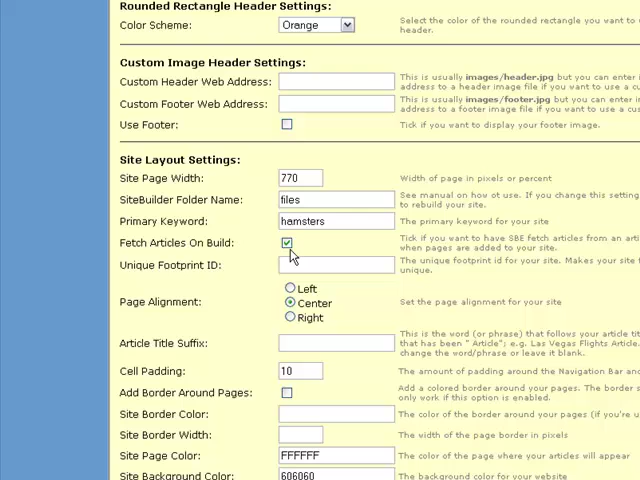 Rounded Rectangle Header Settings:
Color Scheme: Orange Select the color of the rounded rectangle you want to
header.
Custom Image Header Settings:
Custom Header Web Address: This is usually images/header.jpg but you can enter
address to a header image file if you want to use a
Custom Footer Web Address: This is usually images/footer.jpg but you can enter
address to a footer image file if you want to use a
Use Footer: Tick if you want to display your footer image.
Site Layout Settings:
Site Page Width: 770 Width of page in pixels or percent
SiteBuilder Folder Name: files See manual on how ot use. If you change this setting
to rebuild your site.
Primary Keyword: hamsters The primary keyword for your site
Fetch Articles On Build: Tick if you want to have SBE fetch articles from an
when pages are added to your site.
Unique Footprint ID: The unique footprint id for your site. Makes your site
unique.
Left
Page Alignment: Center Set the page alignment for your site
Right
Article Title Suffix: This is the word (or phrase) that follows your article
that has been " Article"; e.g. Las Vegas Flights Article.
change the word/phrase or leave it blank.
Cell Padding: 10 The amount of padding around the Navigation Bar and
Add Border Around Pages: Add a colored border around your pages. The border
only work if this option is enabled.
Site Border Color: The color of the border around your pages (if you're
Site Border Width: The width of the page border in pixels
Site Page Color: FFFFFF The color of the page where your articles will appear
Site Background Color: 606060 The background color for your website